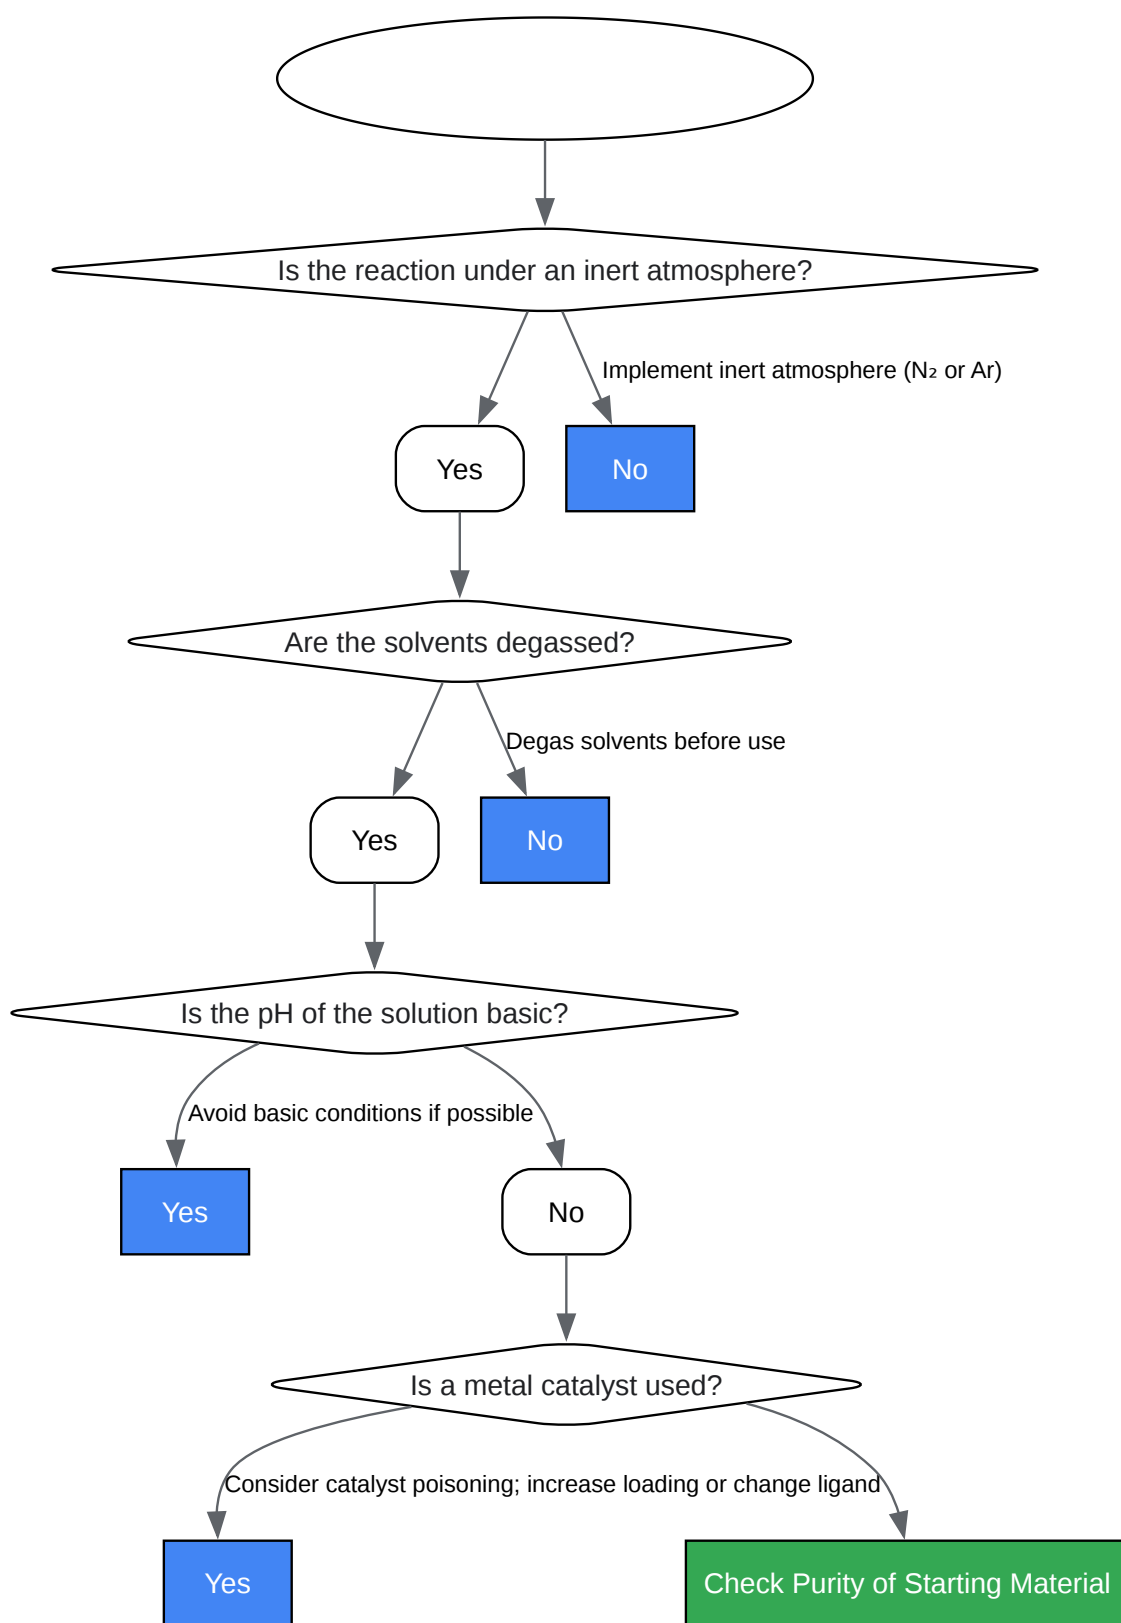 Is the reaction under an inert atmosphere?
Implement inert atmosphere (N₂ or Ar)
Yes
No
Are the solvents degassed?
Degas solvents before use
Yes
No
Is the pH of the solution basic?
Avoid basic conditions if possible
Yes
No
Is a metal catalyst used?
Consider catalyst poisoning; increase loading or change ligand
Yes
Check Purity of Starting Material